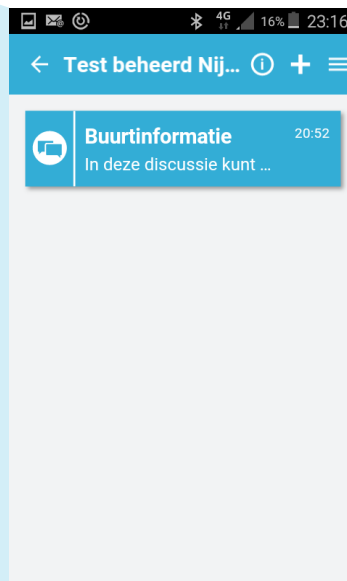 4G 16% 23:16
Test beheerd Nij...
Buurtinformatie 20:52
In deze discussie kunt ...